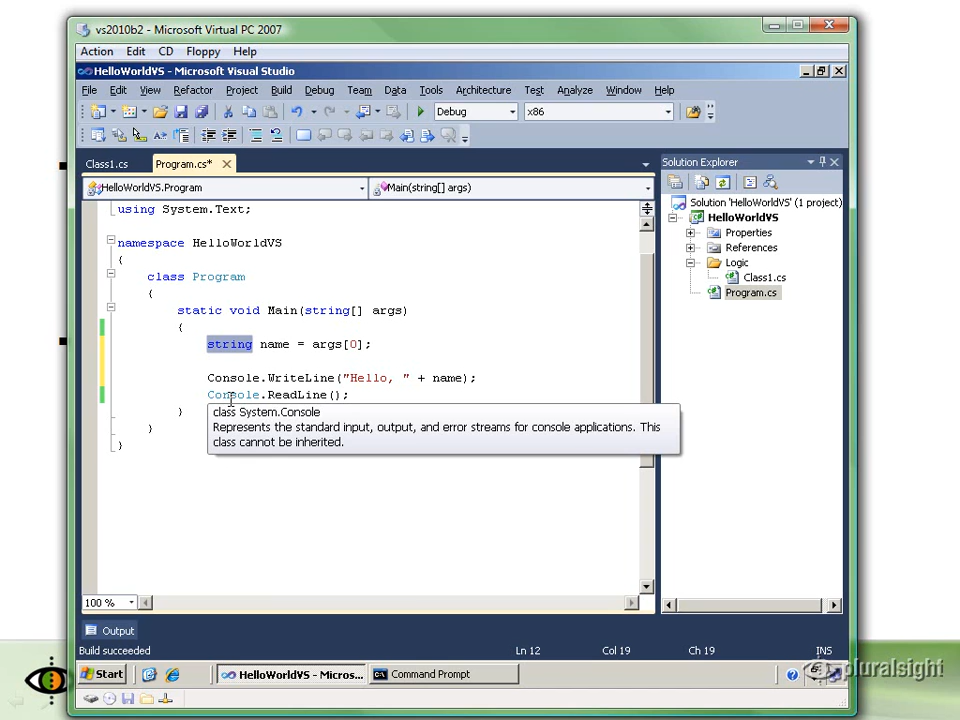 vs2010b2 - Microsoft Virtual PC 2007
Action Edit CD Floppy Help
HelloWorldVS - Microsoft Visual Studio
File Edit View Refactor Project Build Debug Team Data Tools Architecture Test Analyze Window Help
Debug x86
Class1.cs Program.cs*
Solution Explorer
HelloWorldVS.Program Main(string[] args)
Solution 'HelloWorldVS' (1 project)
HelloWorldVS
Properties
References
Logic
Class1.cs
Program.cs
using System.Text;
namespace HelloWorldVS
{
class Program
{
static void Main(string[] args)
{
string name = args[0];
Console.WriteLine("Hello, " + name);
Console.ReadLine();
}
class System.Console
Represents the standard input, output, and error streams for console applications. This
class cannot be inherited.
}
}
100 %
Output
Build succeeded Ln 12 Col 19 Ch 19 INS
Start HelloWorldVS - Micros... Command Prompt
pluralsight